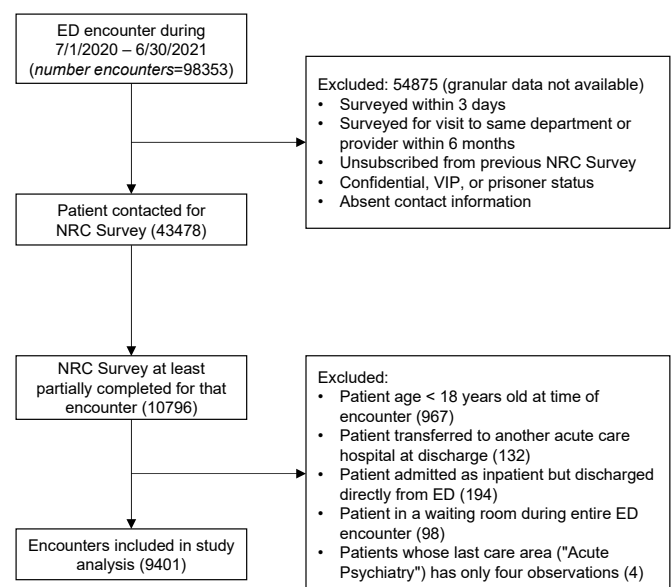 ED encounter during
7/1/2020 – 6/30/2021
(number encounters=98353)
Excluded: 54875 (granular data not available)
• Surveyed within 3 days
• Surveyed for visit to same department or
provider within 6 months
• Unsubscribed from previous NRC Survey
• Confidential, VIP, or prisoner status
• Absent contact information
Patient contacted for
NRC Survey (43478)
NRC Survey at least
partially completed for that
encounter (10796)
Excluded:
• Patient age < 18 years old at time of
encounter (967)
• Patient transferred to another acute care
hospital at discharge (132)
• Patient admitted as inpatient but discharged
directly from ED (194)
• Patient in a waiting room during entire ED
encounter (98)
• Patients whose last care area ("Acute
Psychiatry") has only four observations (4)
Encounters included in study
analysis (9401)